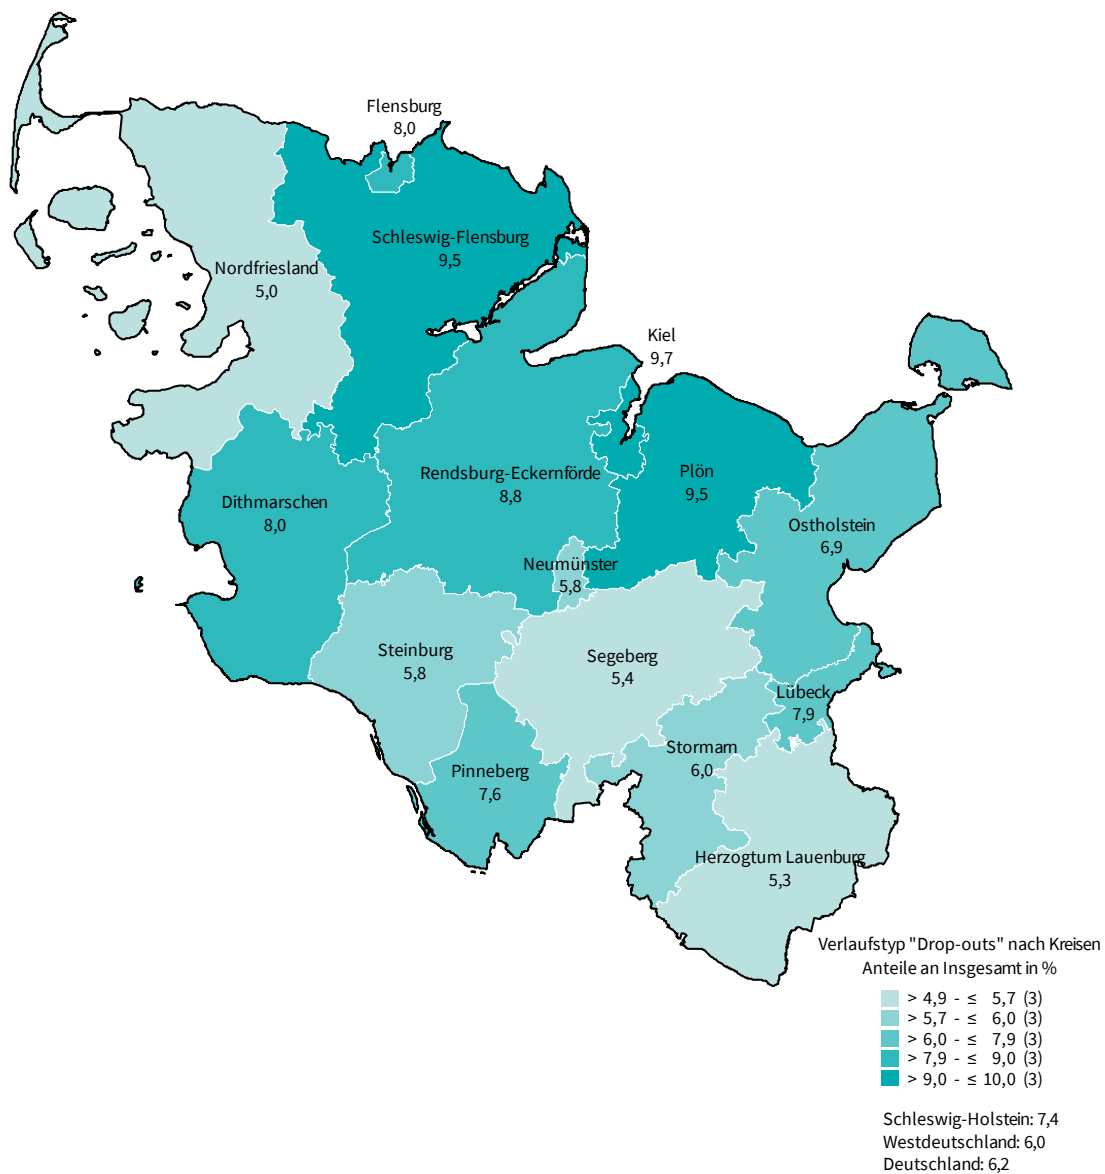 Flensburg
8,0
Schleswig-Flensburg
9,5
Nordfriesland
5,0
Kiel
9,7
Rendsburg-Eckernförde
8,8
Plön
9,5
Dithmarschen
8,0
Ostholstein
6,9
Neumünster
5,8
Steinburg
5,8
Segeberg
5,4
Lübeck
7,9
Stormarn
6,0
Pinneberg
7,6
Herzogtum Lauenburg
5,3
Verlaufstyp "Drop-outs" nach Kreisen
Anteile an Insgesamt in %
> 4,9 - ≤ 5,7 (3)
> 5,7 - ≤ 6,0 (3)
> 6,0 - ≤ 7,9 (3)
> 7,9 - ≤ 9,0 (3)
> 9,0 - ≤ 10,0 (3)
Schleswig-Holstein: 7,4
Westdeutschland: 6,0
Deutschland: 6,2